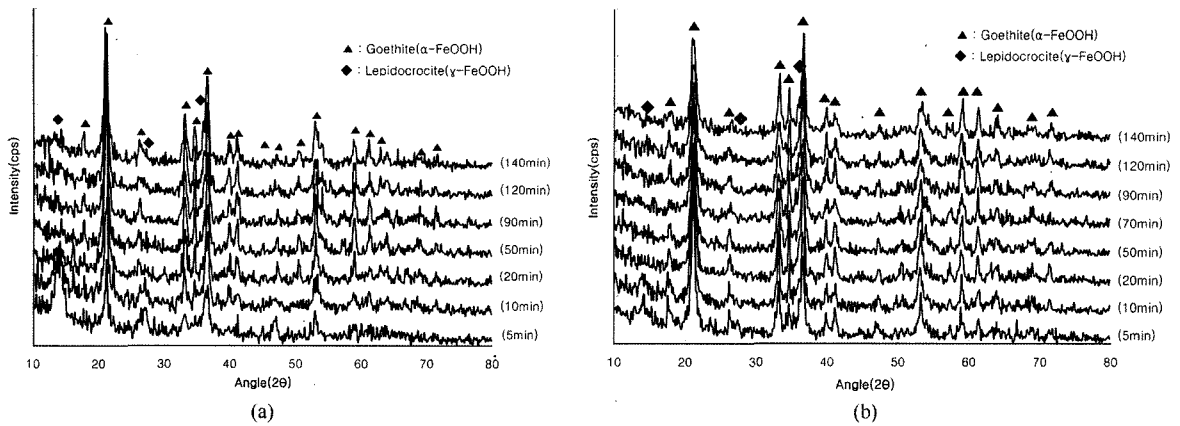 ▲ : Goethite(α-FeOOH)
◆ : Lepidocrocite(ɣ-FeOOH)
Intensity(cps)
(140min)
(120min)
(90min)
(50min)
(20min)
(10min)
(5min)
10 20 30 40 50 60 70 80
Angle(2θ)
(a)
▲ : Goethite(α-FeOOH)
◆ : Lepidocrocite(ɣ-FeOOH)
Intensity(cps)
(140min)
(120min)
(90min)
(70min)
(50min)
(20min)
(10min)
(5min)
10 20 30 40 50 60 70 80
Angle(2θ)
(b)